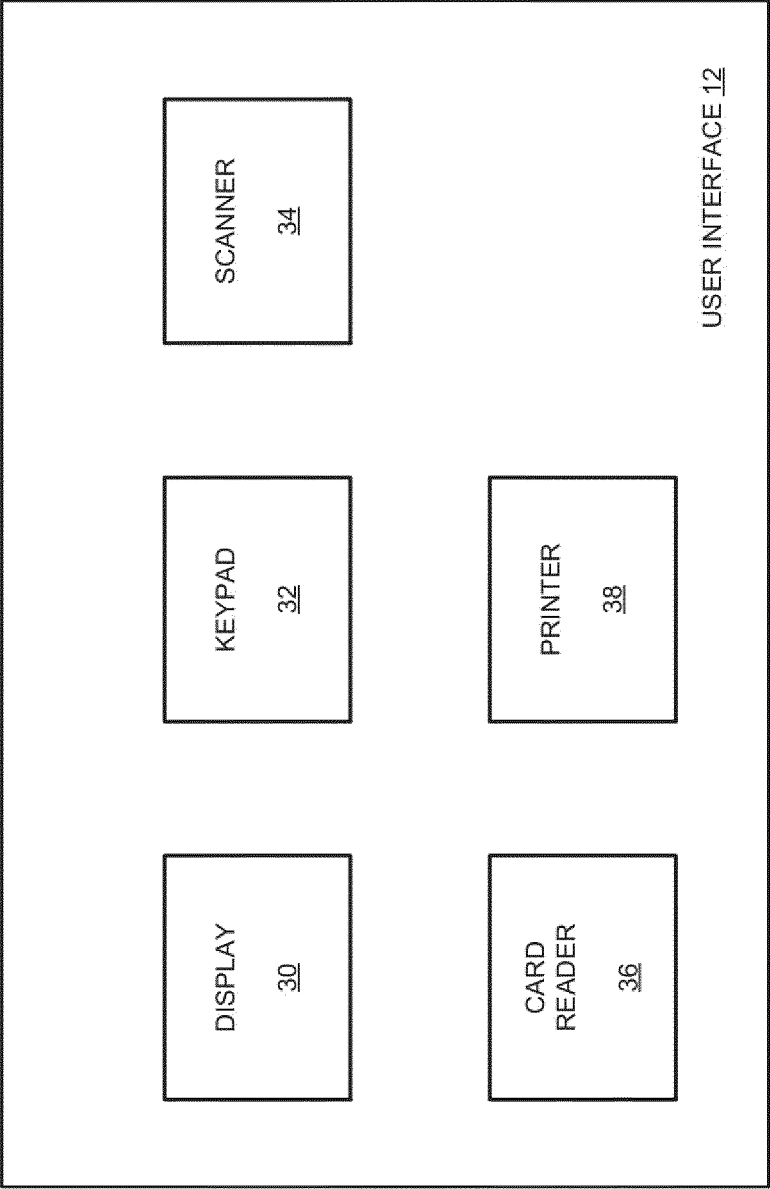 DISPLAY
30
KEYPAD
32
SCANNER
34
CARD
READER
36
PRINTER
38
USER INTERFACE 12